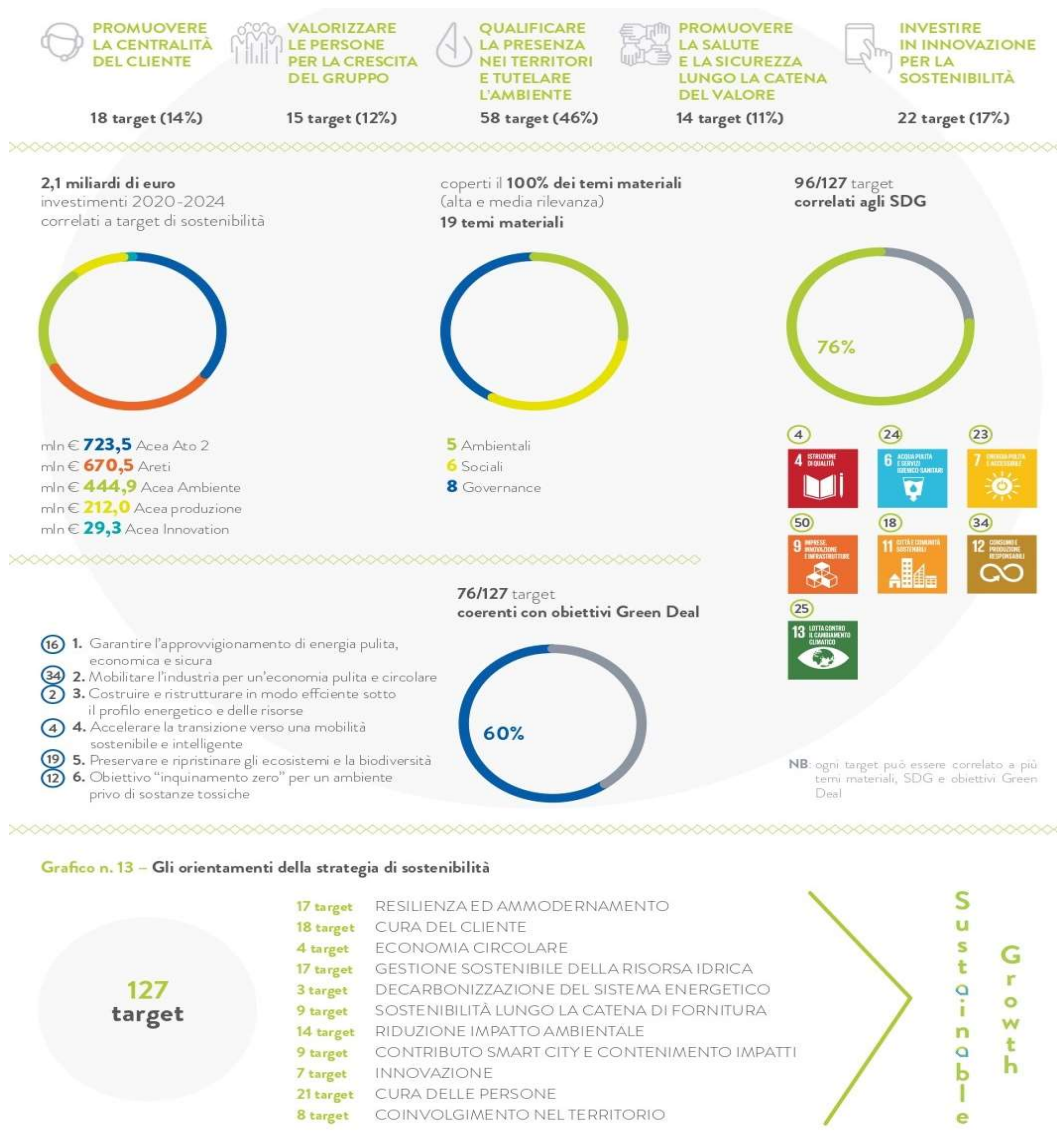 PROMUOVERE
LA CENTRALITÀ
DEL CLIENTE
18 target (14%)
VALORIZZARE
LE PERSONE
PER LA CRESCITA
DEL GRUPPO
15 target (12%)
QUALIFICARE
LA PRESENZA
NEI TERRITORI
E TUTELARE
L'AMBIENTE
58 target (46%)
PROMUOVERE
LA SALUTE
E LA SICUREZZA
LUNGO LA CATENA
DEL VALORE
14 target (11%)
INVESTIRE
IN INNOVAZIONE
PER LA
SOSTENIBILITÀ
22 target (17%)
2,1 miliardi di euro
investimenti 2020-2024
correlati a target di sostenibilità
mln € 723,5 Acea Ato 2
mln € 670,5 Areti
mln € 444,9 Acea Ambiente
mln € 212,0 Acea produzione
mln € 29,3 Acea Innovation
coperti il 100% dei temi materiali
(alta e media rilevanza)
19 temi materiali
5 Ambientali
6 Sociali
8 Governance
96/127 target
correlati agli SDG
76%
4
4 ISTRUZIONE
DI QUALITÀ
24
6 ACQUA PULITA
E SERVIZI
IGIENICO-SANITARI
23
7 ENERGIA PULITA
E ACCESSIBILE
50
9 IMPRESE,
INNOVAZIONE
E INFRASTRUTTURE
18
11 CITTÀ E COMUNITÀ
SOSTENIBILI
34
12 CONSUMO E
PRODUZIONE
RESPONSABILI
25
13 LOTTA CONTRO
IL CAMBIAMENTO
CLIMATICO
76/127 target
coerenti con obiettivi Green Deal
60%
16 1. Garantire l'approvvigionamento di energia pulita,
economica e sicura
34 2. Mobilitare l'industria per un'economia pulita e circolare
2 3. Costruire e ristrutturare in modo effciente sotto
il profilo energetico e delle risorse
4 4. Accelerare la transizione verso una mobilità
sostenibile e intelligente
19 5. Preservare e ripristinare gli ecosistemi e la biodiversità
12 6. Obiettivo "inquinamento zero" per un ambiente
privo di sostanze tossiche
NB: ogni target può essere correlato a più
temi materiali, SDG e obiettivi Green
Deal
Grafico n. 13 – Gli orientamenti della strategia di sostenibilità
127
target
17 target RESILIENZA ED AMMODERNAMENTO
18 target CURA DEL CLIENTE
4 target ECONOMIA CIRCOLARE
17 target GESTIONE SOSTENIBILE DELLA RISORSA IDRICA
3 target DECARBONIZZAZIONE DEL SISTEMA ENERGETICO
9 target SOSTENIBILITÀ LUNGO LA CATENA DI FORNITURA
14 target RIDUZIONE IMPATTO AMBIENTALE
9 target CONTRIBUTO SMART CITY E CONTENIMENTO IMPATTI
7 target INNOVAZIONE
21 target CURA DELLE PERSONE
8 target COINVOLGIMENTO NEL TERRITORIO
Sustainable
Growth